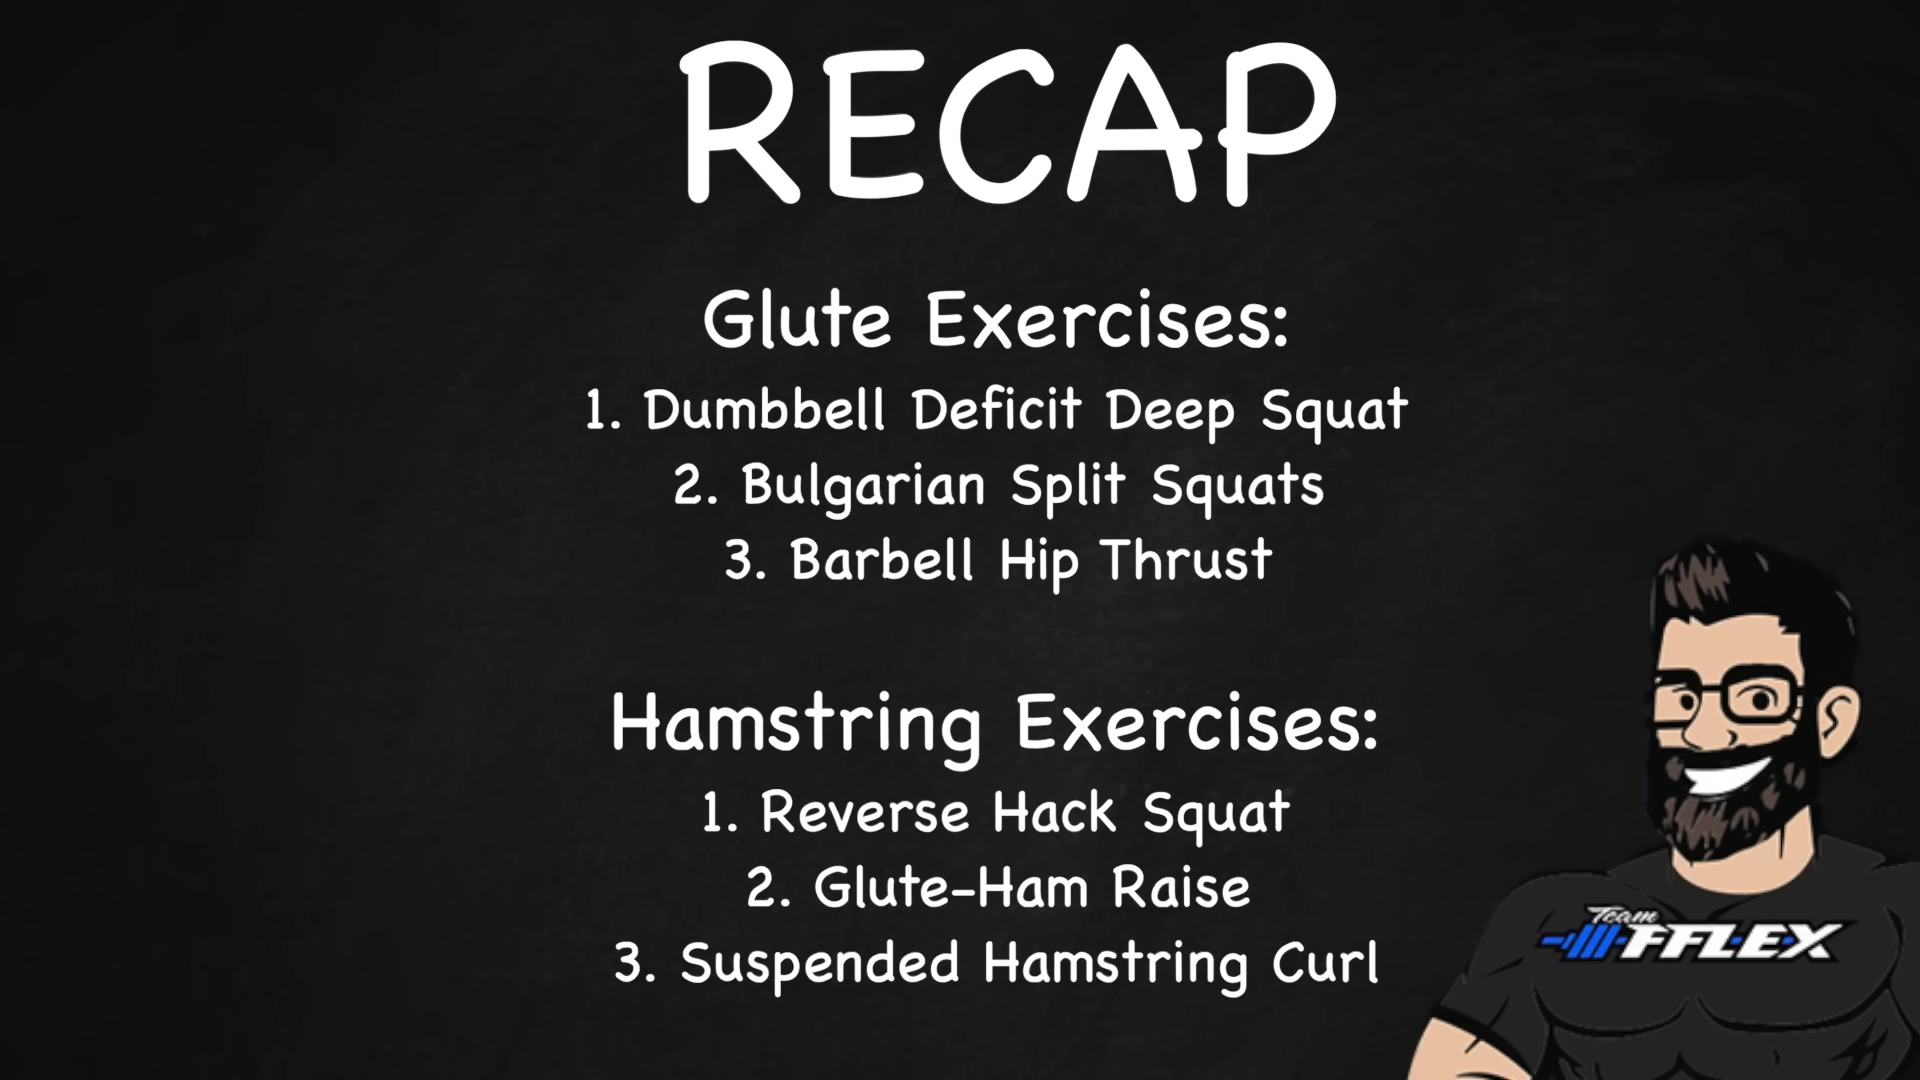 RECAP
Glute Exercises:
1. Dumbbell Deficit Deep Squat
2. Bulgarian Split Squats
3. Barbell Hip Thrust
Hamstring Exercises:
1. Reverse Hack Squat
2. Glute-Ham Raise
3. Suspended Hamstring Curl
Team
FFLEX